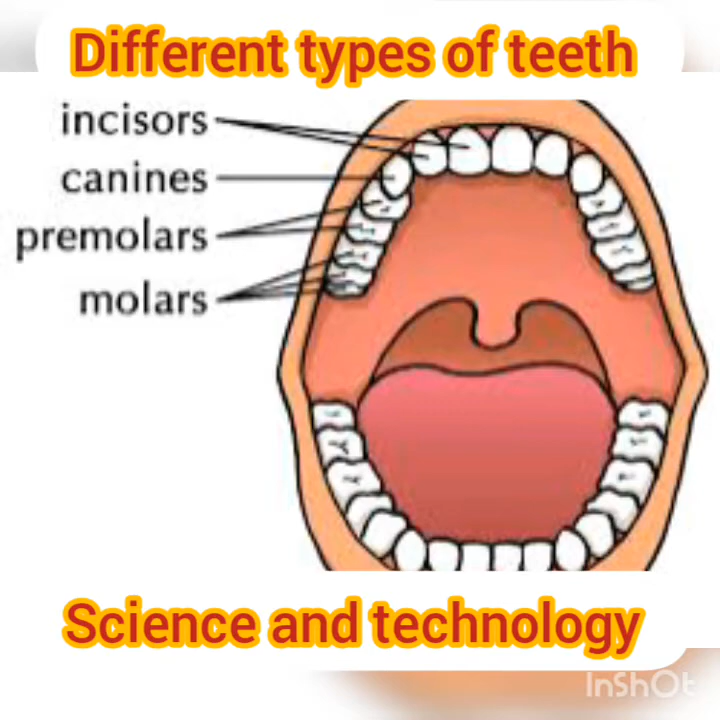 Different types of teeth
incisors
canines
premolars
molars
Science and technology
InShOt